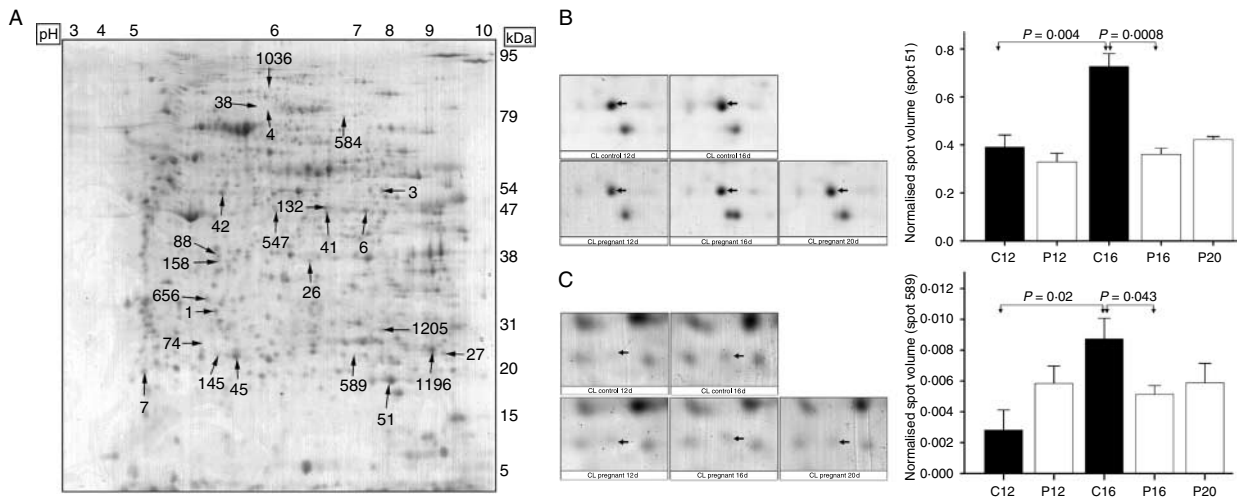 A
pH 3 4 5 6 7 8 9 10 kDa
95
1036
38
4
79
584
3
54
132
47
42
547
41
6
88
158
38
26
656
1
31
1205
74
27
20
145
45
589
1196
7
51
15
5
B
CL control 12d
CL control 16d
CL pregnant 12d
CL pregnant 16d
CL pregnant 20d
Normalised spot volume (spot 51)
P = 0·004
P = 0·0008
0·8
0·6
0·4
0·2
0·0
C12 P12 C16 P16 P20
C
CL control 12d
CL control 16d
CL pregnant 12d
CL pregnant 16d
CL pregnant 20d
Normalised spot volume (spot 589)
P = 0·02
P = 0·043
0·012
0·010
0·008
0·006
0·004
0·002
0·000
C12 P12 C16 P16 P20